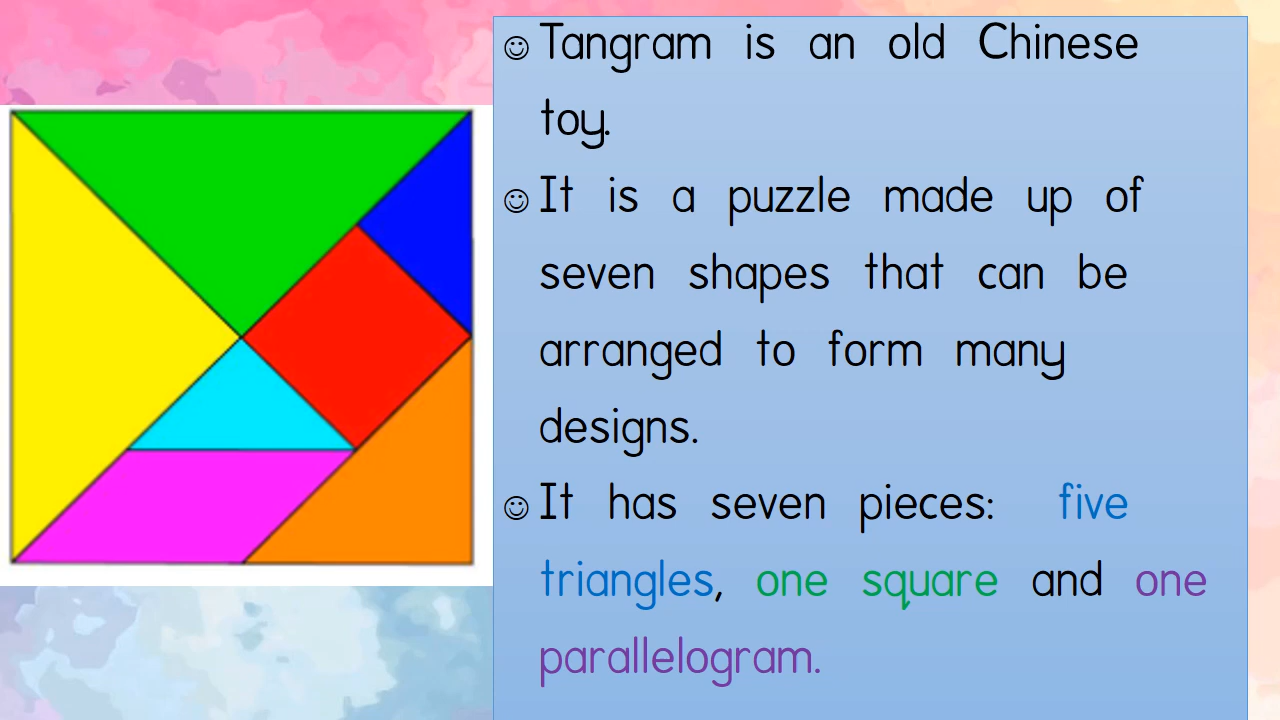 ☺Tangram is an old Chinese
toy.
☺It is a puzzle made up of
seven shapes that can be
arranged to form many
designs.
☺It has seven pieces: five
triangles, one square and one
parallelogram.